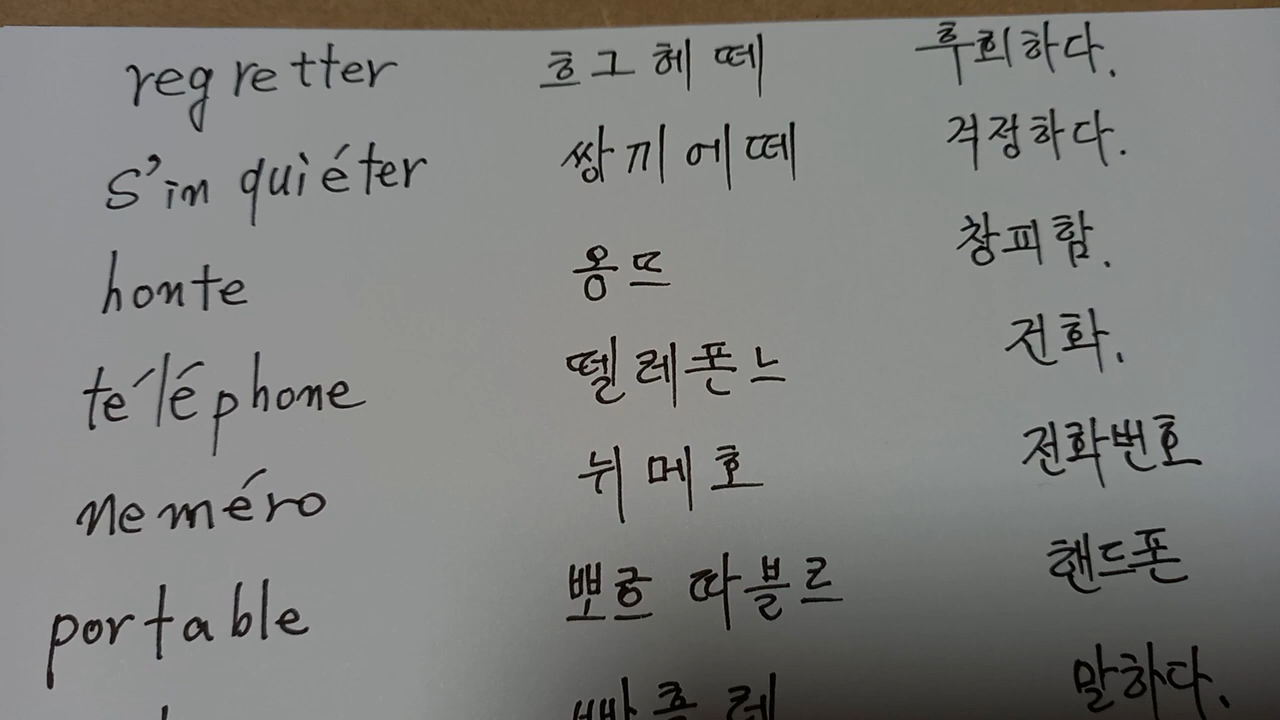 regretter 흐그헤떼 후회하다.
s'inquiéter 쌍끼에떼 걱정하다.
honte 옹뜨 창피함.
téléphone 뗄레폰느 전화.
neméro 뉘메호 전화번호
portable 뽀흐따블르 핸드폰
말하다.